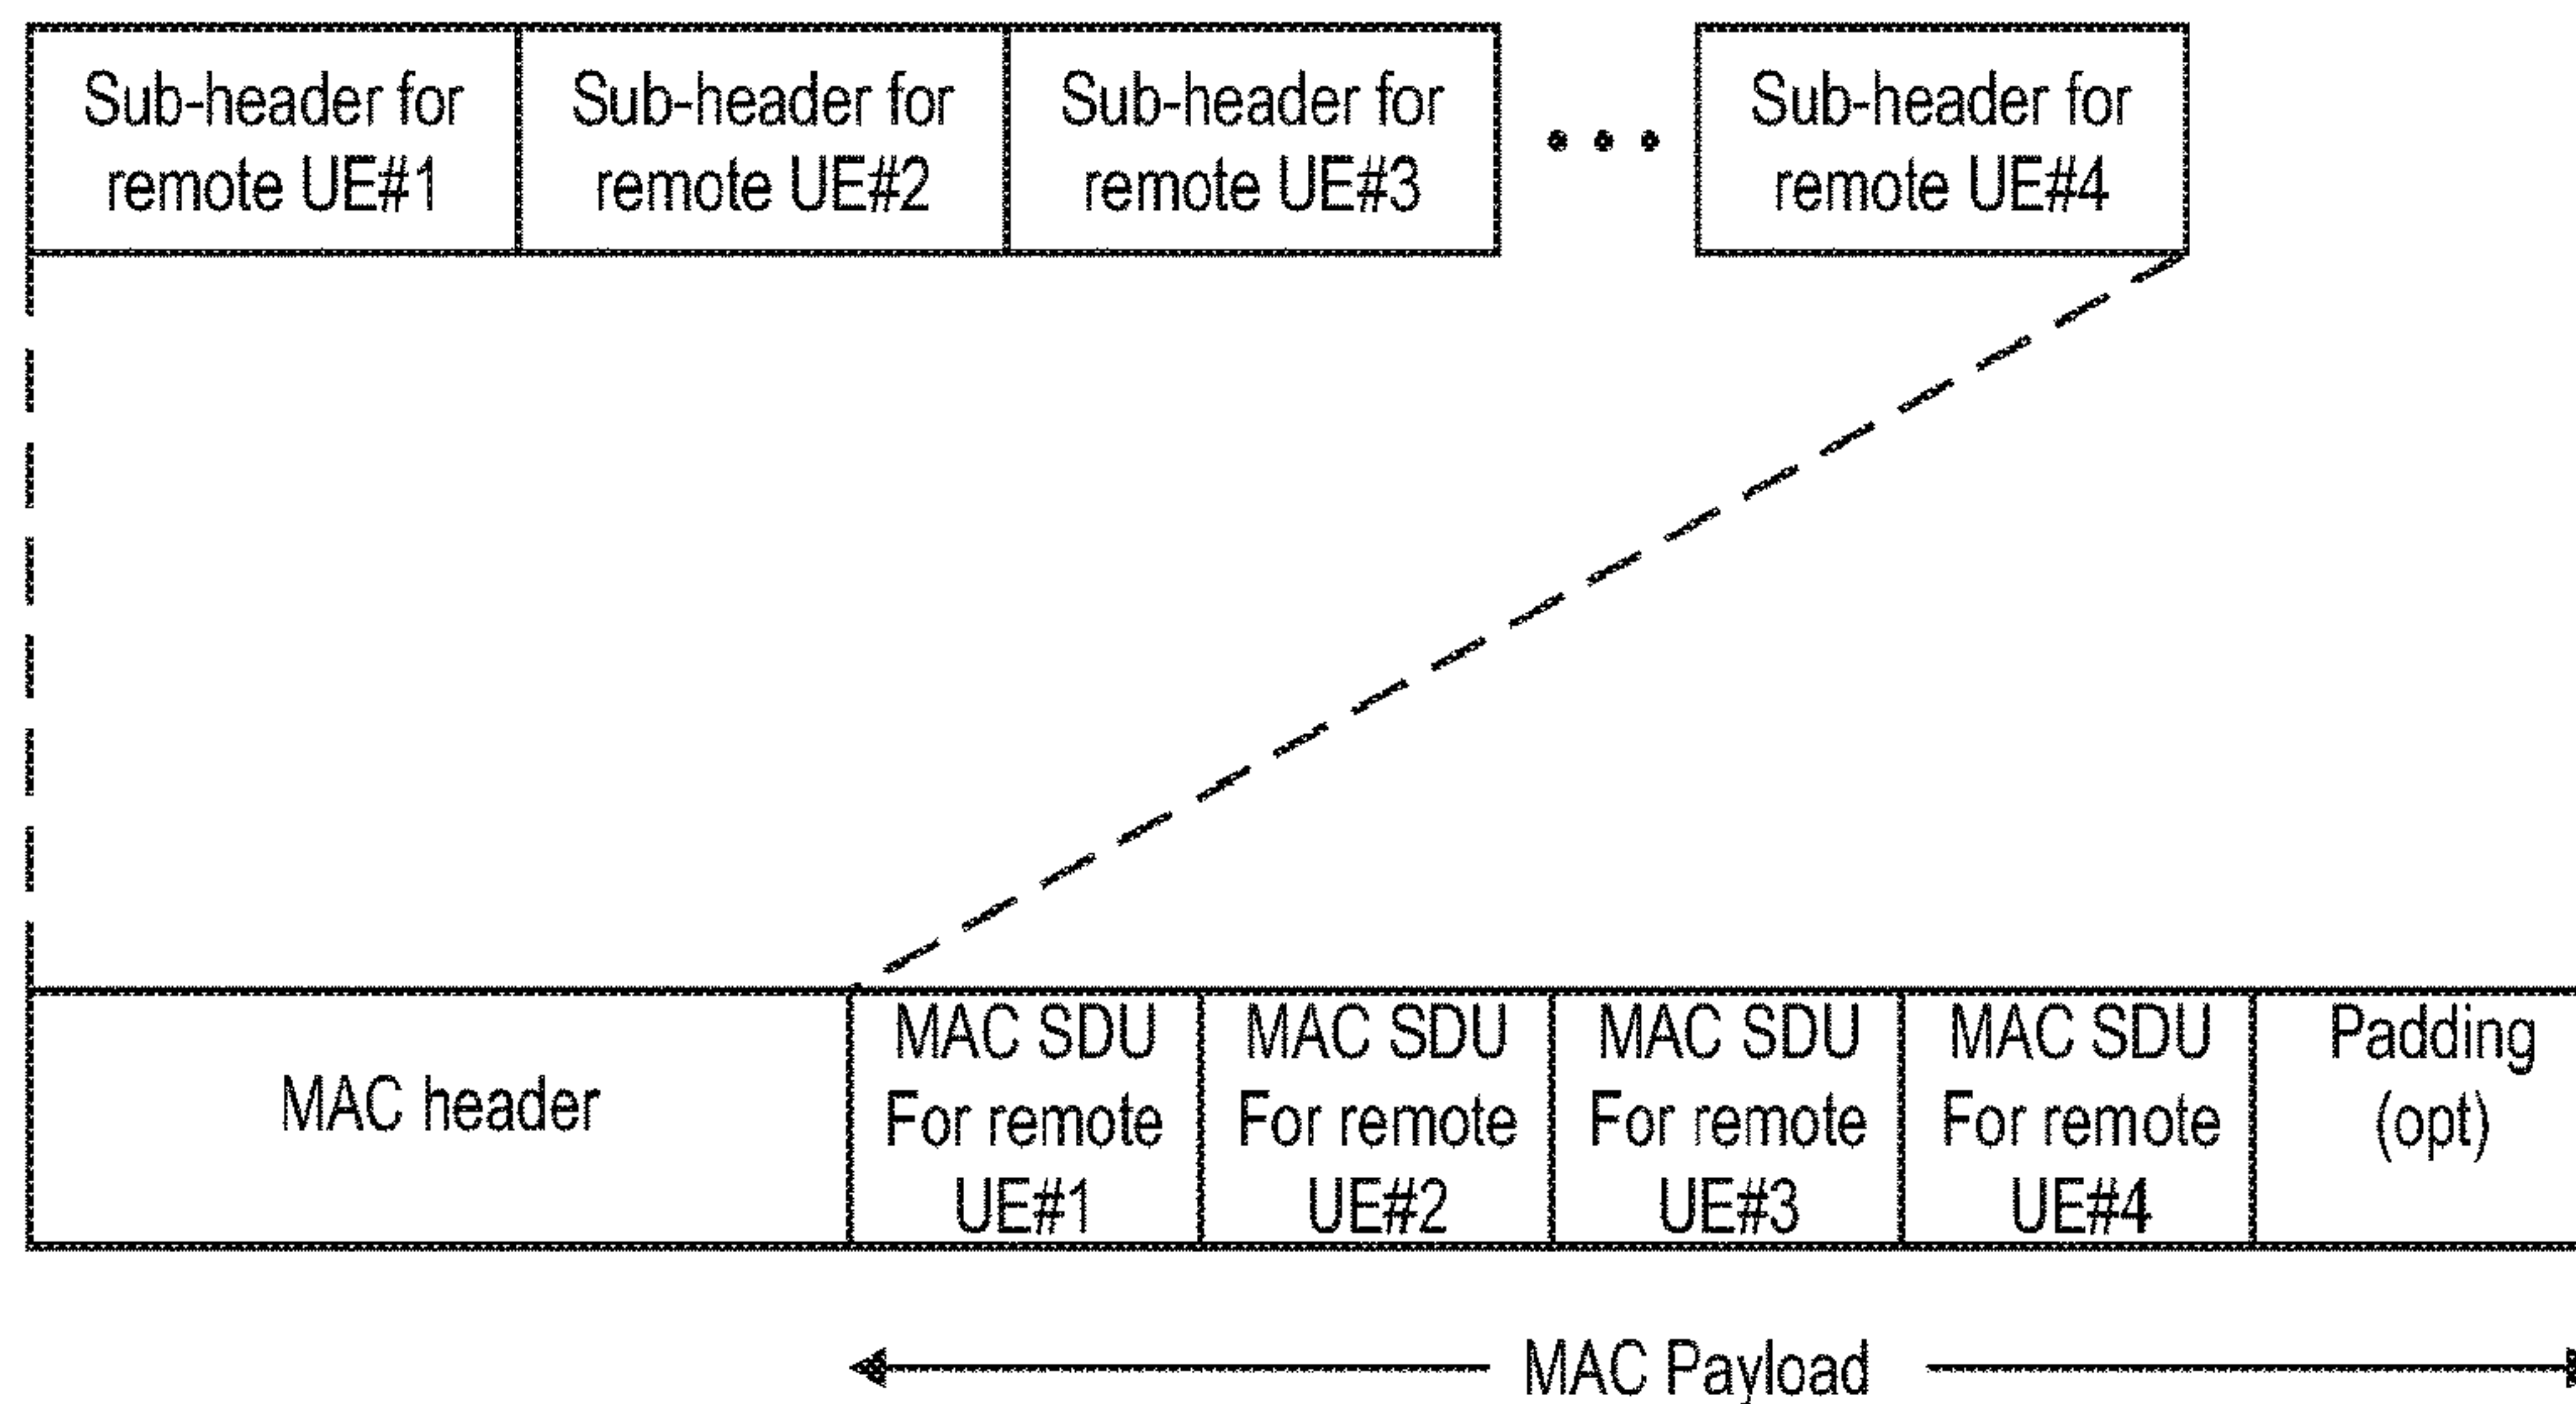 Sub-header for
remote UE#1
Sub-header for
remote UE#2
Sub-header for
remote UE#3
Sub-header for
remote UE#4
MAC header
MAC SDU
For remote
UE#1
MAC SDU
For remote
UE#2
MAC SDU
For remote
UE#3
MAC SDU
For remote
UE#4
Padding
(opt)
MAC Payload